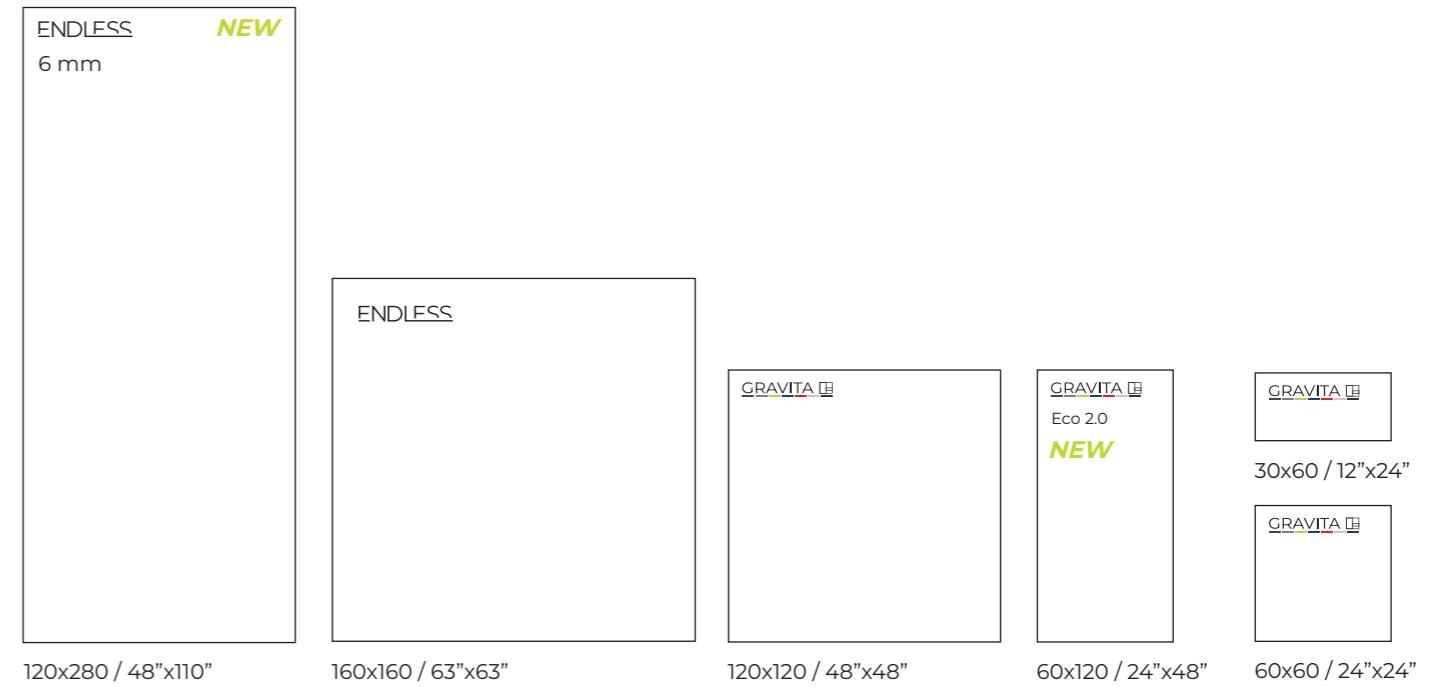 ENDLESS NEW
6 mm
120x280 / 48”x110”
ENDLESS
160x160 / 63”x63”
GRAVITA
120x120 / 48”x48”
GRAVITA
Eco 2.0
NEW
60x120 / 24”x48”
GRAVITA
30x60 / 12”x24”
GRAVITA
60x60 / 24”x24”